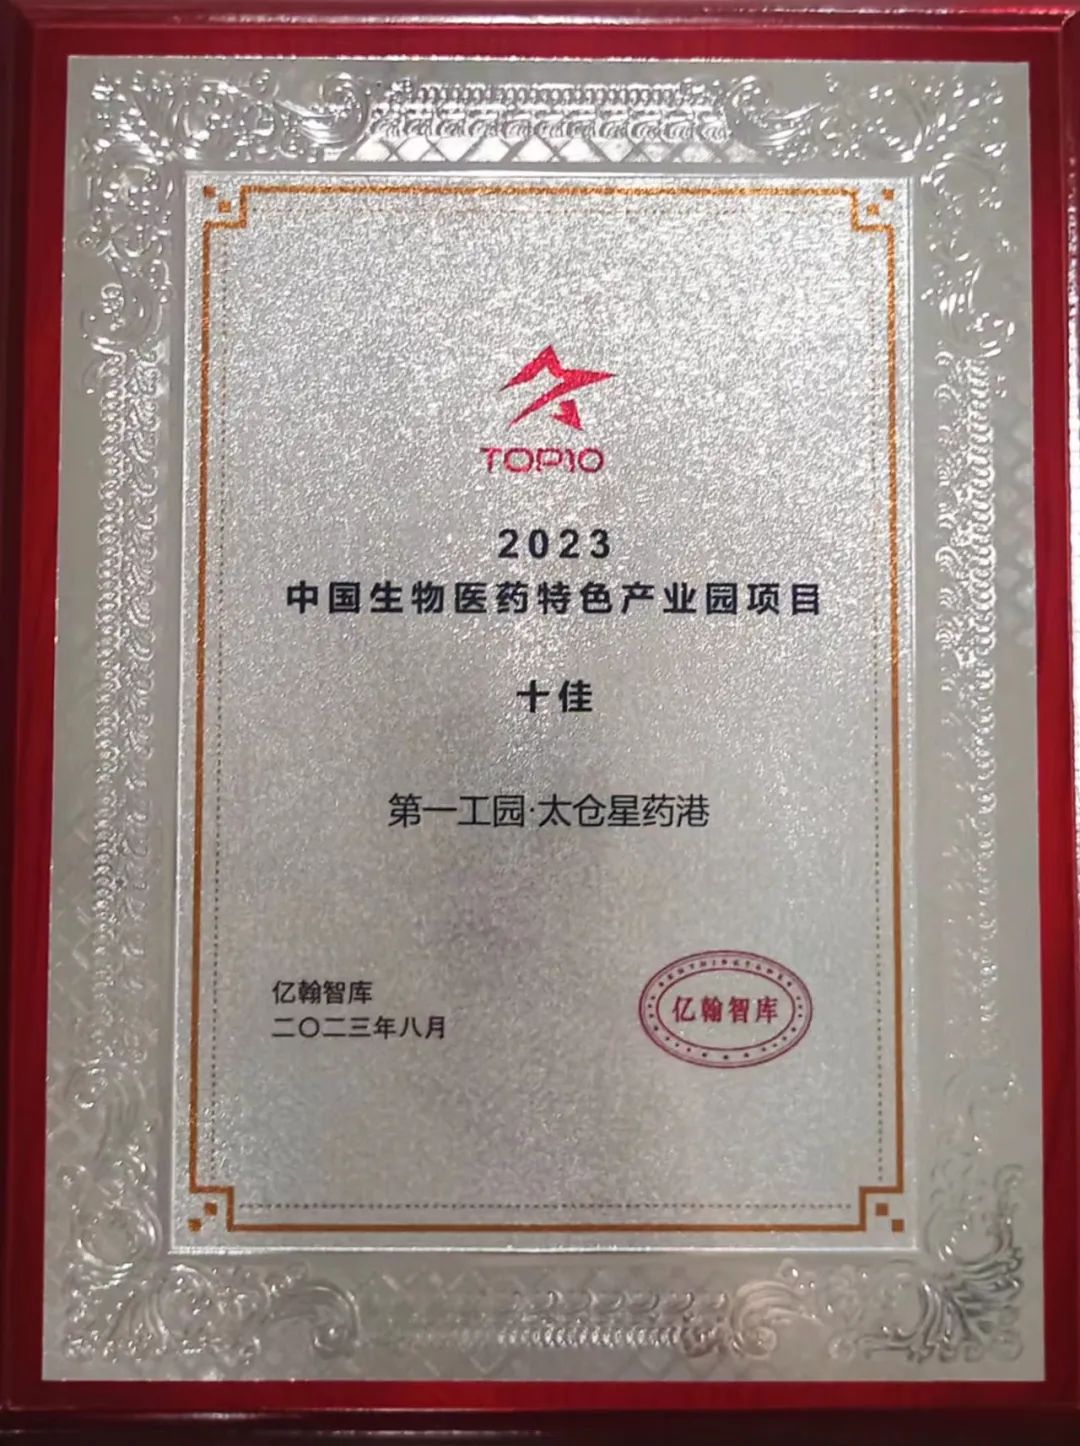 TOP10
2023
中国生物医药特色产业园项目
十佳
第一工园·太仓星药港
亿翰智库
二〇二三年八月
亿翰智库